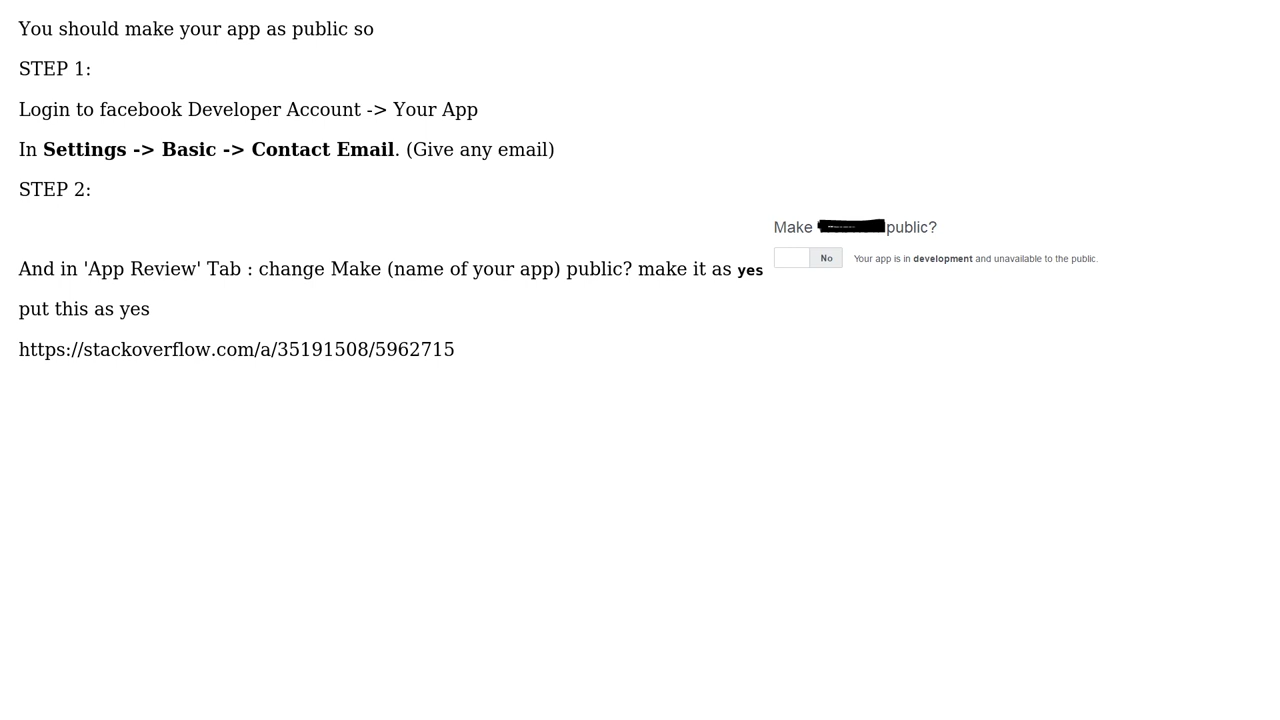 You should make your app as public so
STEP 1:
Login to facebook Developer Account -> Your App
In Settings -> Basic -> Contact Email. (Give any email)
STEP 2:
Make public?
No Your app is in development and unavailable to the public.
And in 'App Review' Tab : change Make (name of your app) public? make it as yes
put this as yes
https://stackoverflow.com/a/35191508/5962715